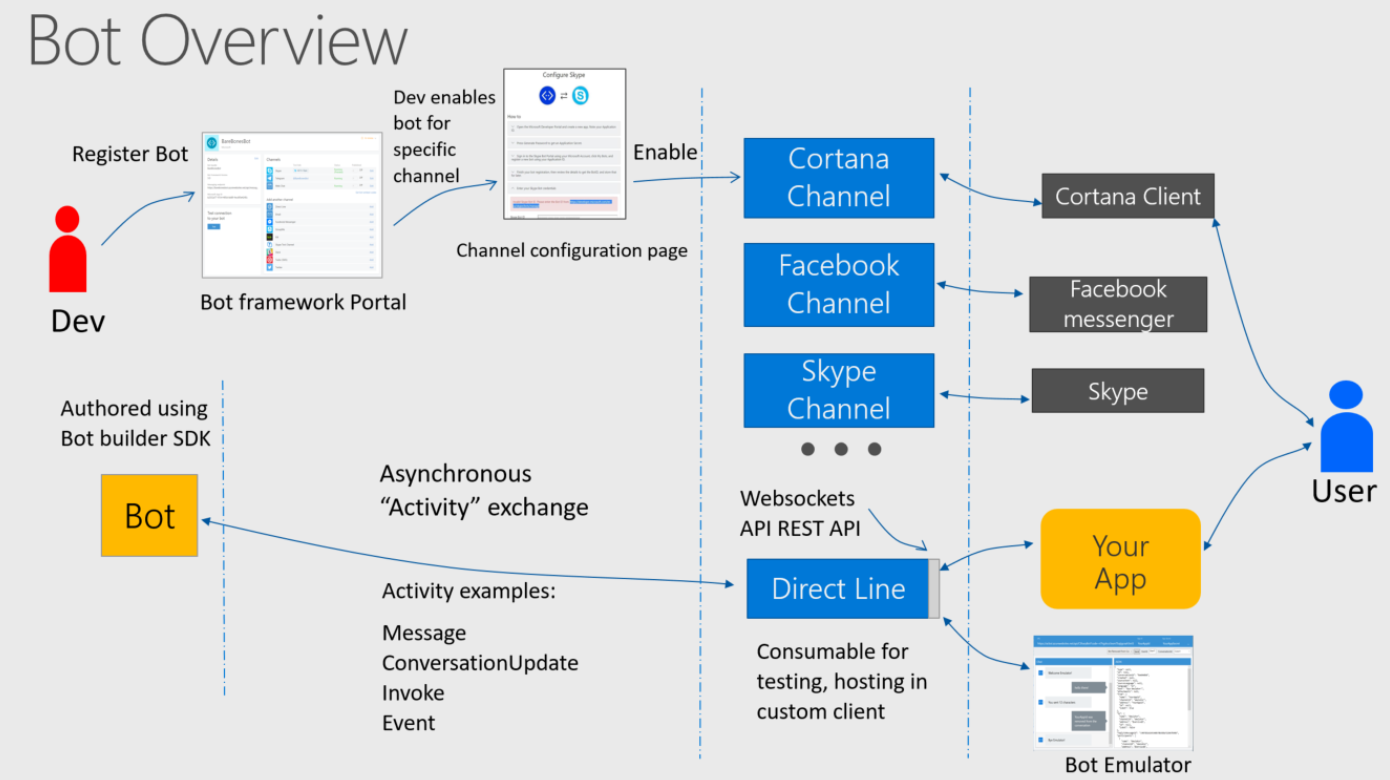 Bot Overview
Register Bot
Dev
BareBonesBot
Bot framework Portal
Dev enables
bot for
specific
channel
Configure Skype
Channel configuration page
Enable
Cortana
Channel
Facebook
Channel
Skype
Channel
Cortana Client
Facebook
messenger
Skype
User
Authored using
Bot builder SDK
Bot
Asynchronous
“Activity” exchange
Activity examples:
Message
ConversationUpdate
Invoke
Event
Websockets
API REST API
Direct Line
Consumable for
testing, hosting in
custom client
Your
App
Bot Emulator